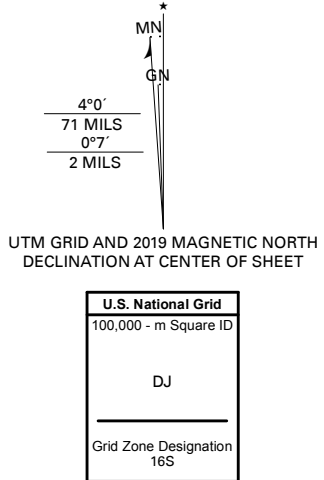 ★
MN
GN
4°0´
71 MILS
0°7´
2 MILS
UTM GRID AND 2019 MAGNETIC NORTH
DECLINATION AT CENTER OF SHEET
U.S. National Grid
100,000 - m Square ID
DJ
Grid Zone Designation
16S